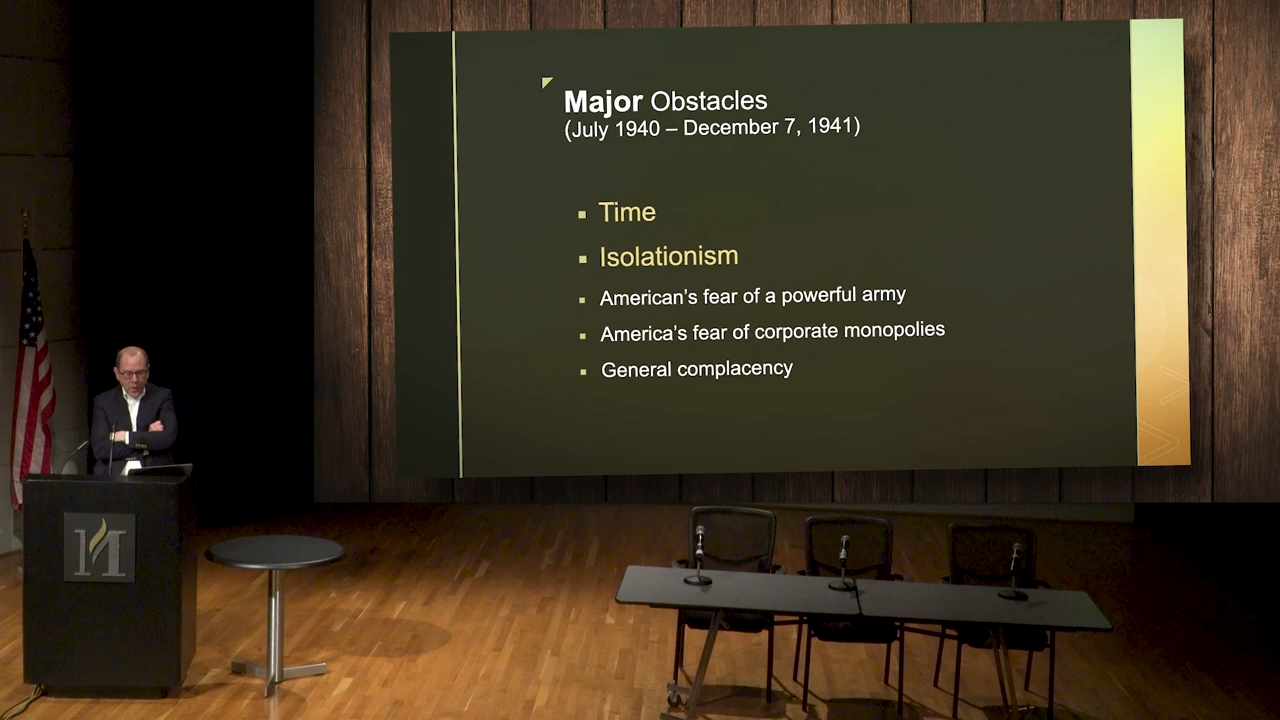 Major Obstacles
(July 1940 – December 7, 1941)
Time
Isolationism
American's fear of a powerful army
America's fear of corporate monopolies
General complacency